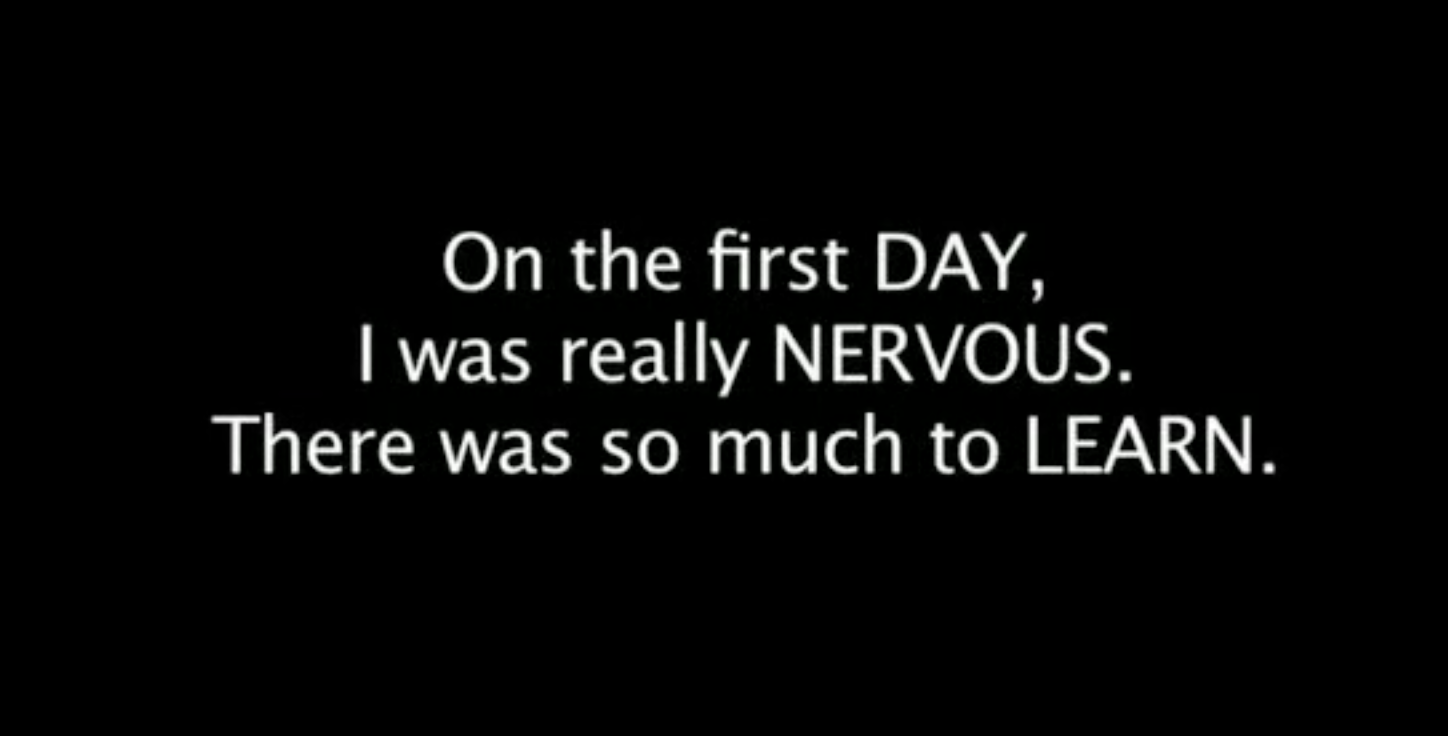 On the first DAY,
I was really NERVOUS.
There was so much to LEARN.